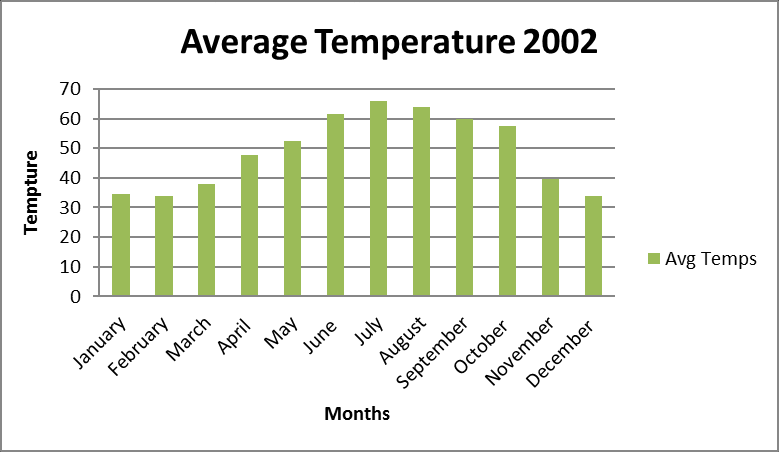 Average Temperature 2002
70
60
50
40
30
20
10
0
Tempture
January
February
March
April
May
June
July
August
September
October
November
December
Months
Avg Temps